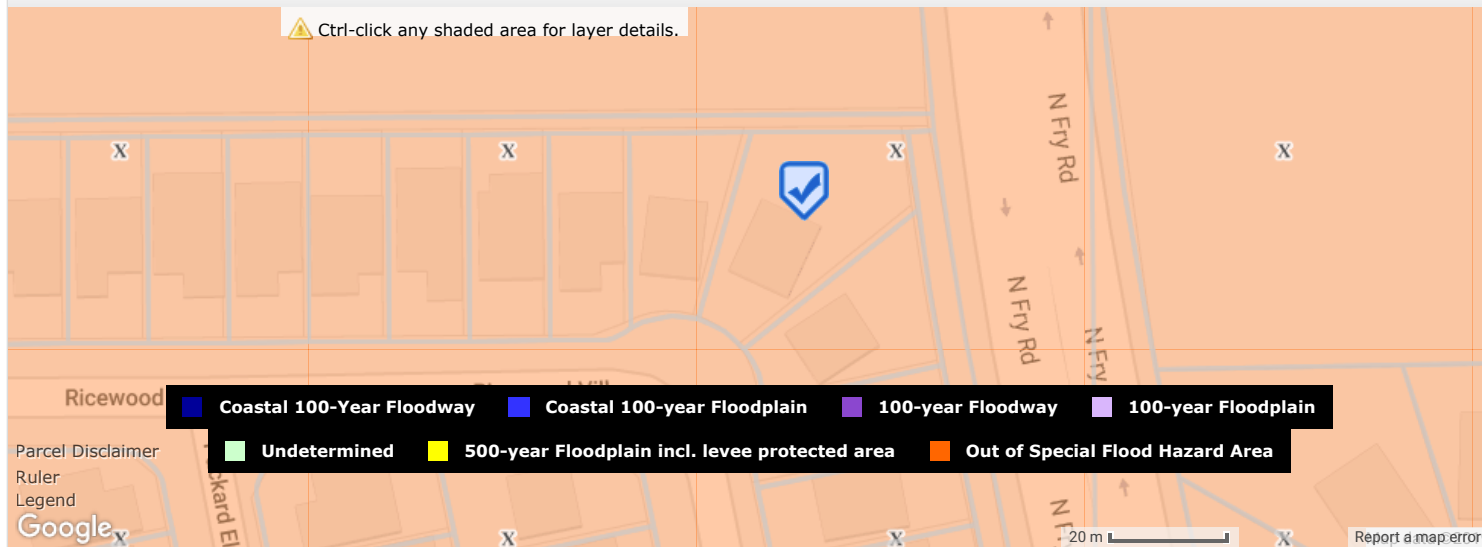 Ctrl-click any shaded area for layer details.
N Fry Rd
X
X
X
X
N Fry Rd
N Fry
Ricewood
Coastal 100-Year Floodway
Coastal 100-year Floodplain
100-year Floodway
100-year Floodplain
Undetermined
500-year Floodplain incl. levee protected area
Out of Special Flood Hazard Area
Parcel Disclaimer
Ruler
Legend
Google
X
X
X
X
20 m
Report a map error